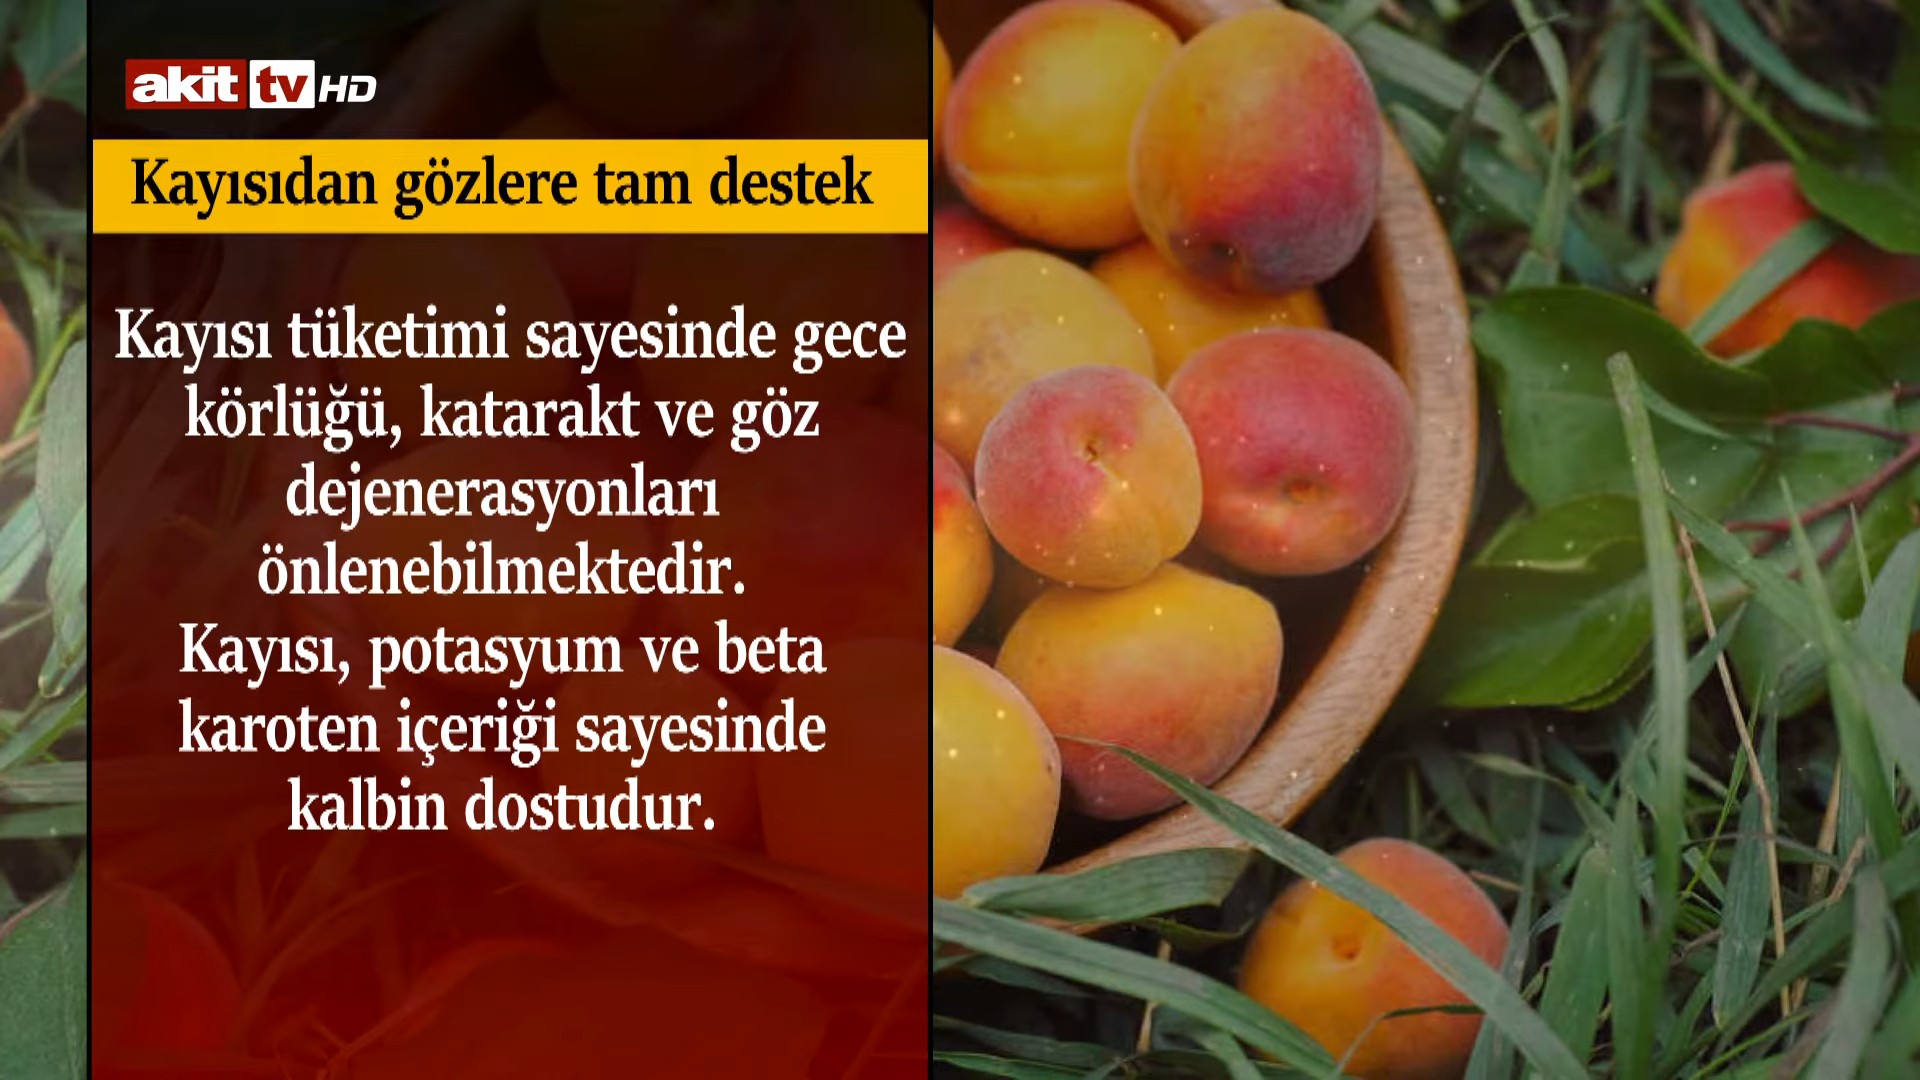 akit tv HD
Kayısıdan gözlere tam destek
Kayısı tüketimi sayesinde gece
körlüğü, katarakt ve göz
dejenerasyonları
önlenebilmektedir.
Kayısı, potasyum ve beta
karoten içeriği sayesinde
kalbin dostudur.